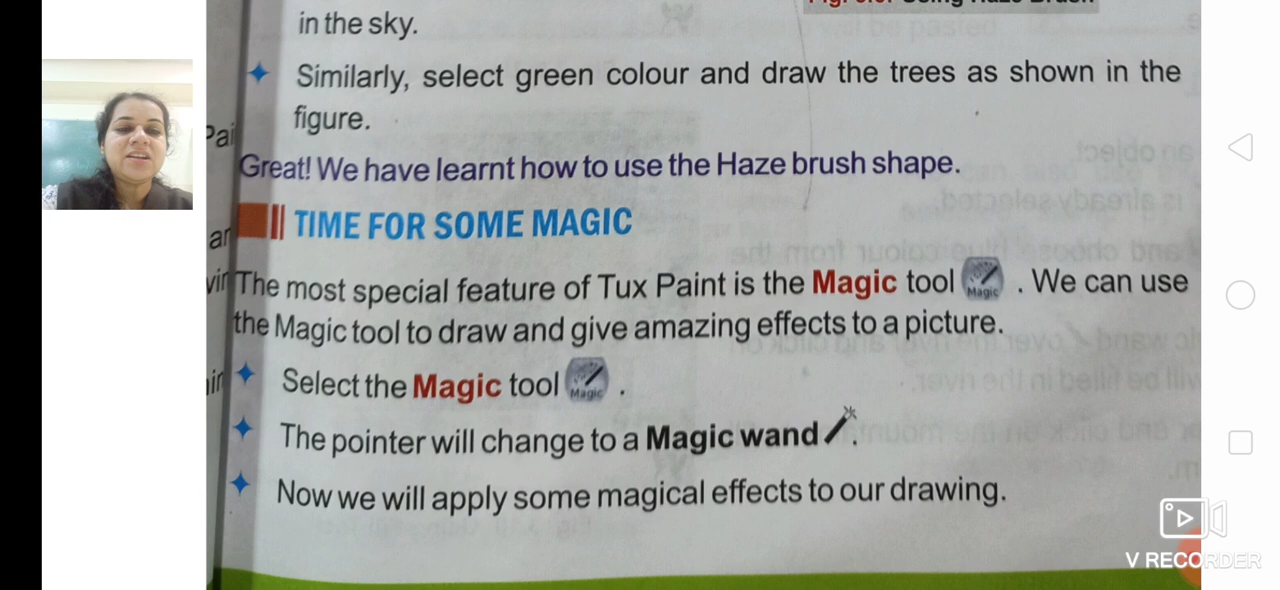 in the sky.
✦ Similarly, select green colour and draw the trees as shown in the
figure.
Great! We have learnt how to use the Haze brush shape.
TIME FOR SOME MAGIC
The most special feature of Tux Paint is the Magic tool Magic . We can use
the Magic tool to draw and give amazing effects to a picture.
✦ Select the Magic tool Magic .
✦ The pointer will change to a Magic wand .
✦ Now we will apply some magical effects to our drawing.
V RECORDER